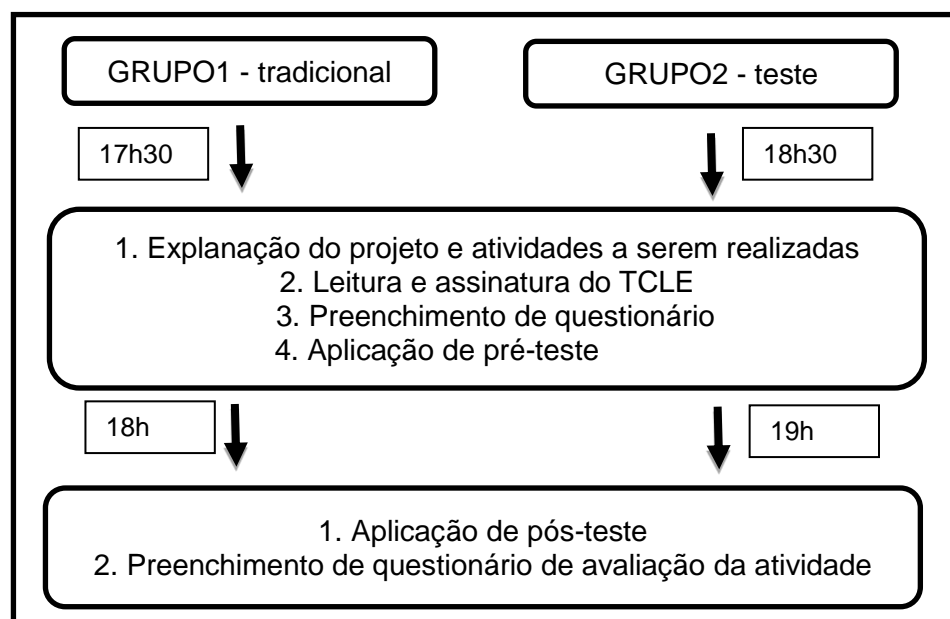 GRUPO1 - tradicional
GRUPO2 - teste
17h30
18h30
1. Explanação do projeto e atividades a serem realizadas
2. Leitura e assinatura do TCLE
3. Preenchimento de questionário
4. Aplicação de pré-teste
18h
19h
1. Aplicação de pós-teste
2. Preenchimento de questionário de avaliação da atividade